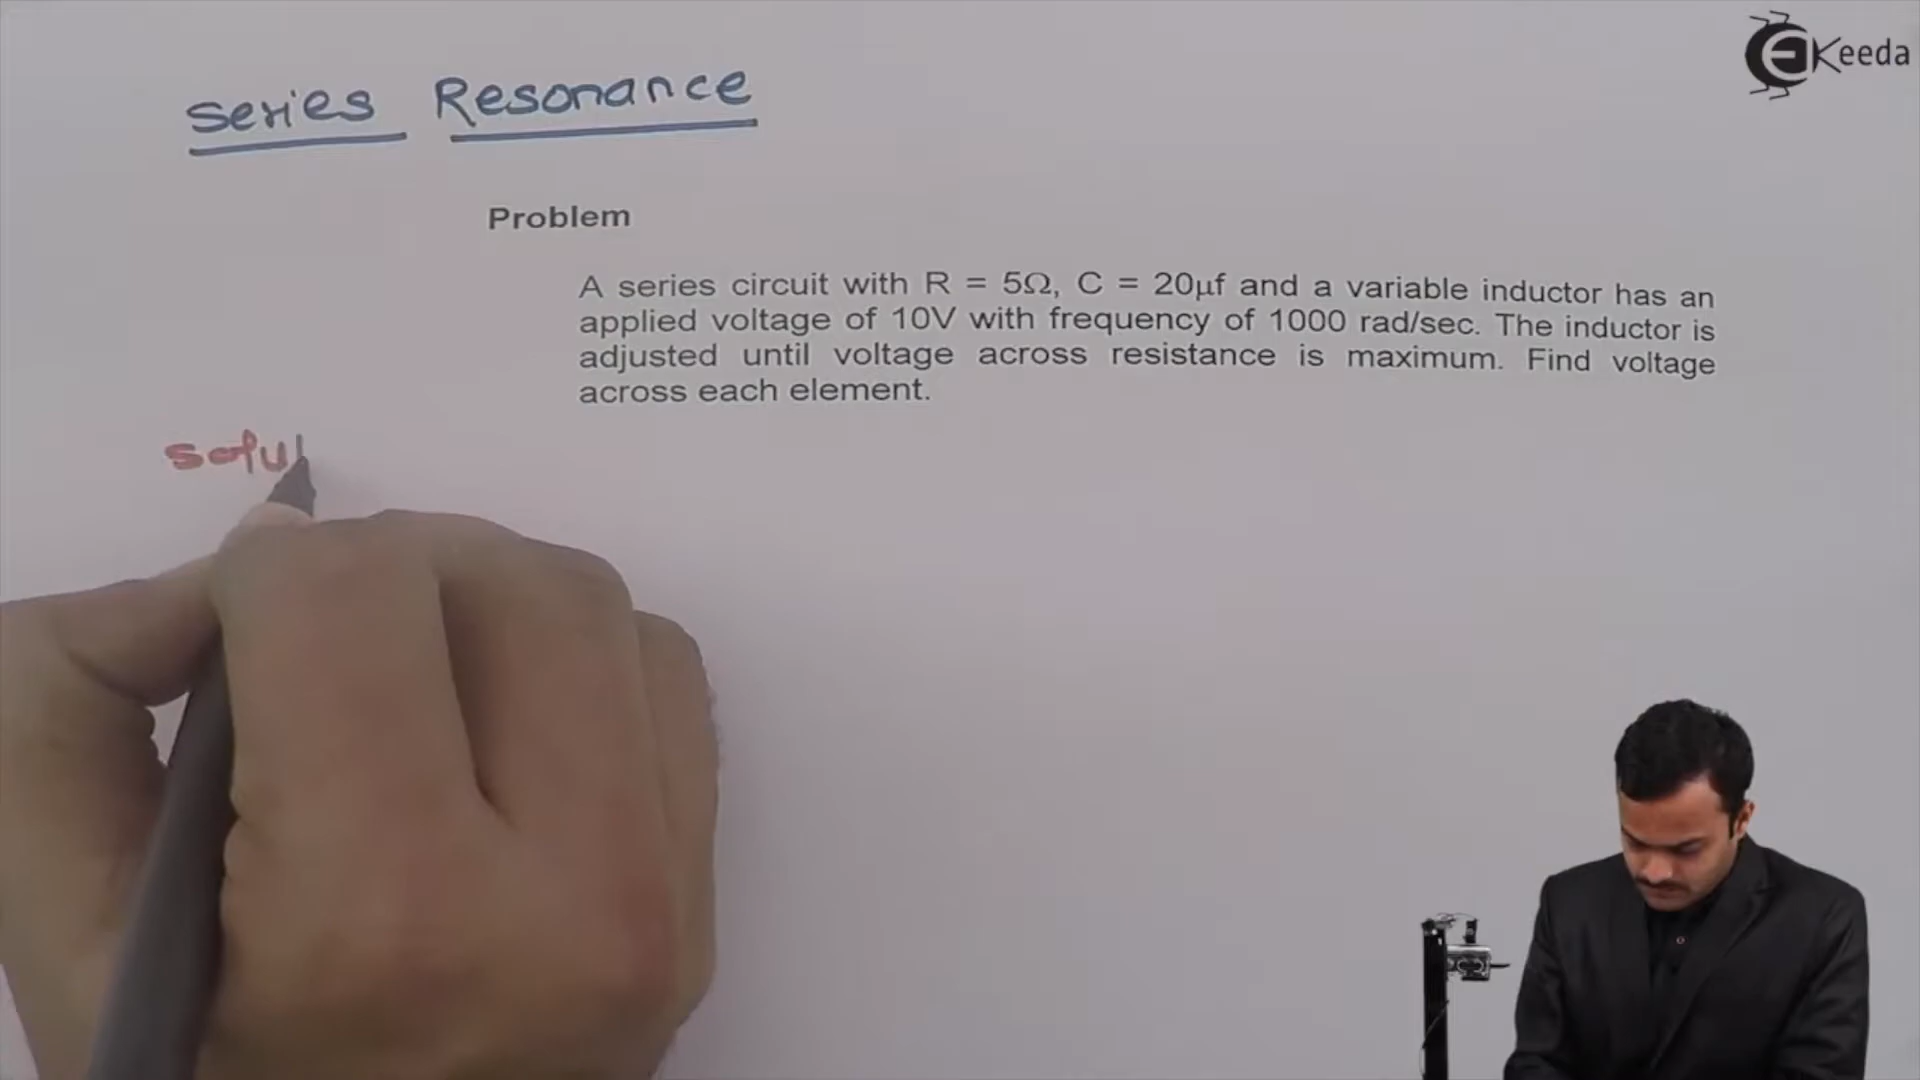 Keeda
Series Resonance
Problem
A series circuit with R = 5Ω, C = 20μf and a variable inductor has an
applied voltage of 10V with frequency of 1000 rad/sec. The inductor is
adjusted until voltage across resistance is maximum. Find voltage
across each element.